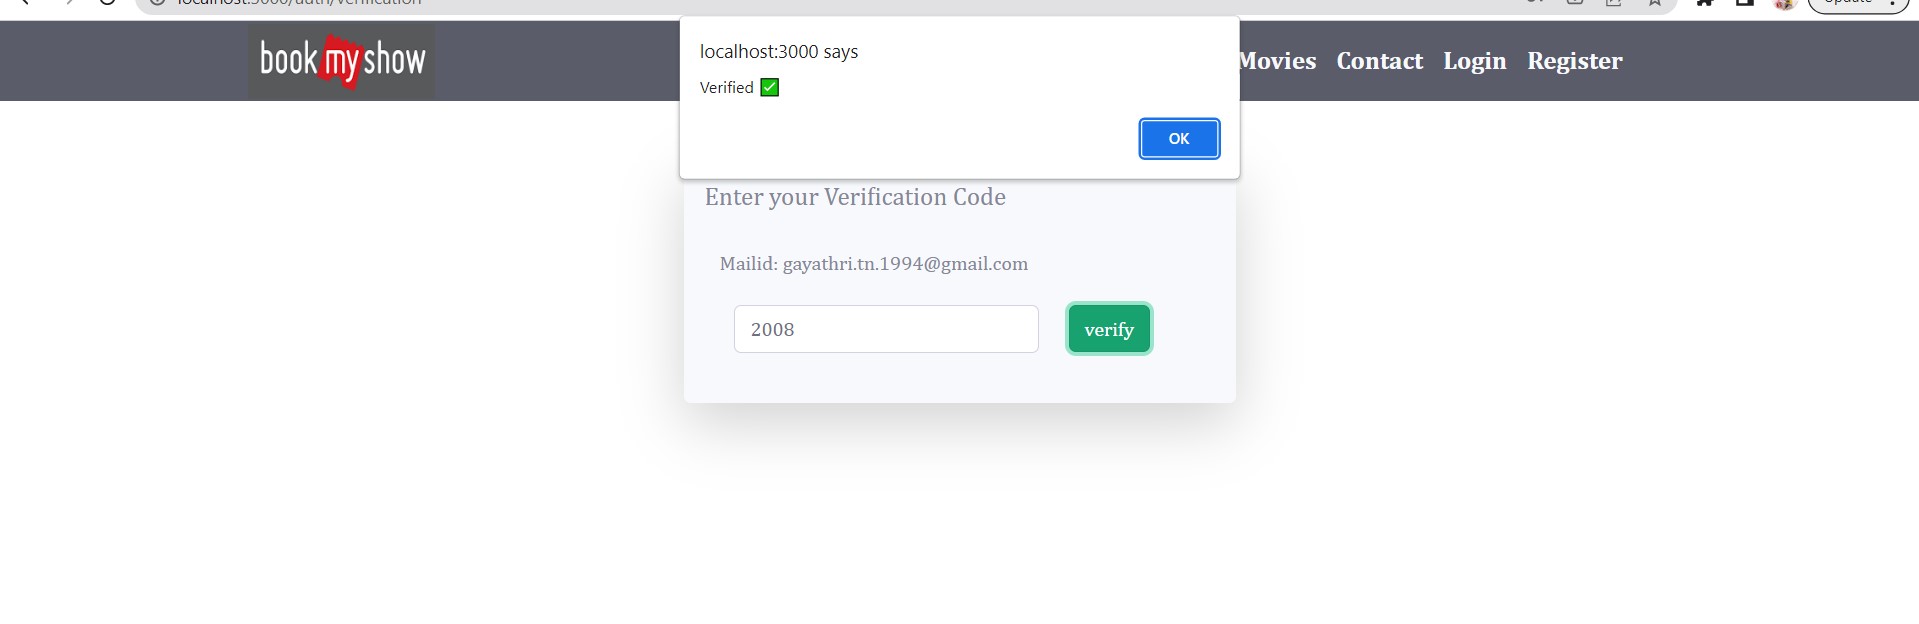 localhost:3000/auth/verification
Update
book my show
Movies Contact Login Register
localhost:3000 says
Verified ✅
OK
Enter your Verification Code
Mailid: gayathri.tn.1994@gmail.com
2008
verify